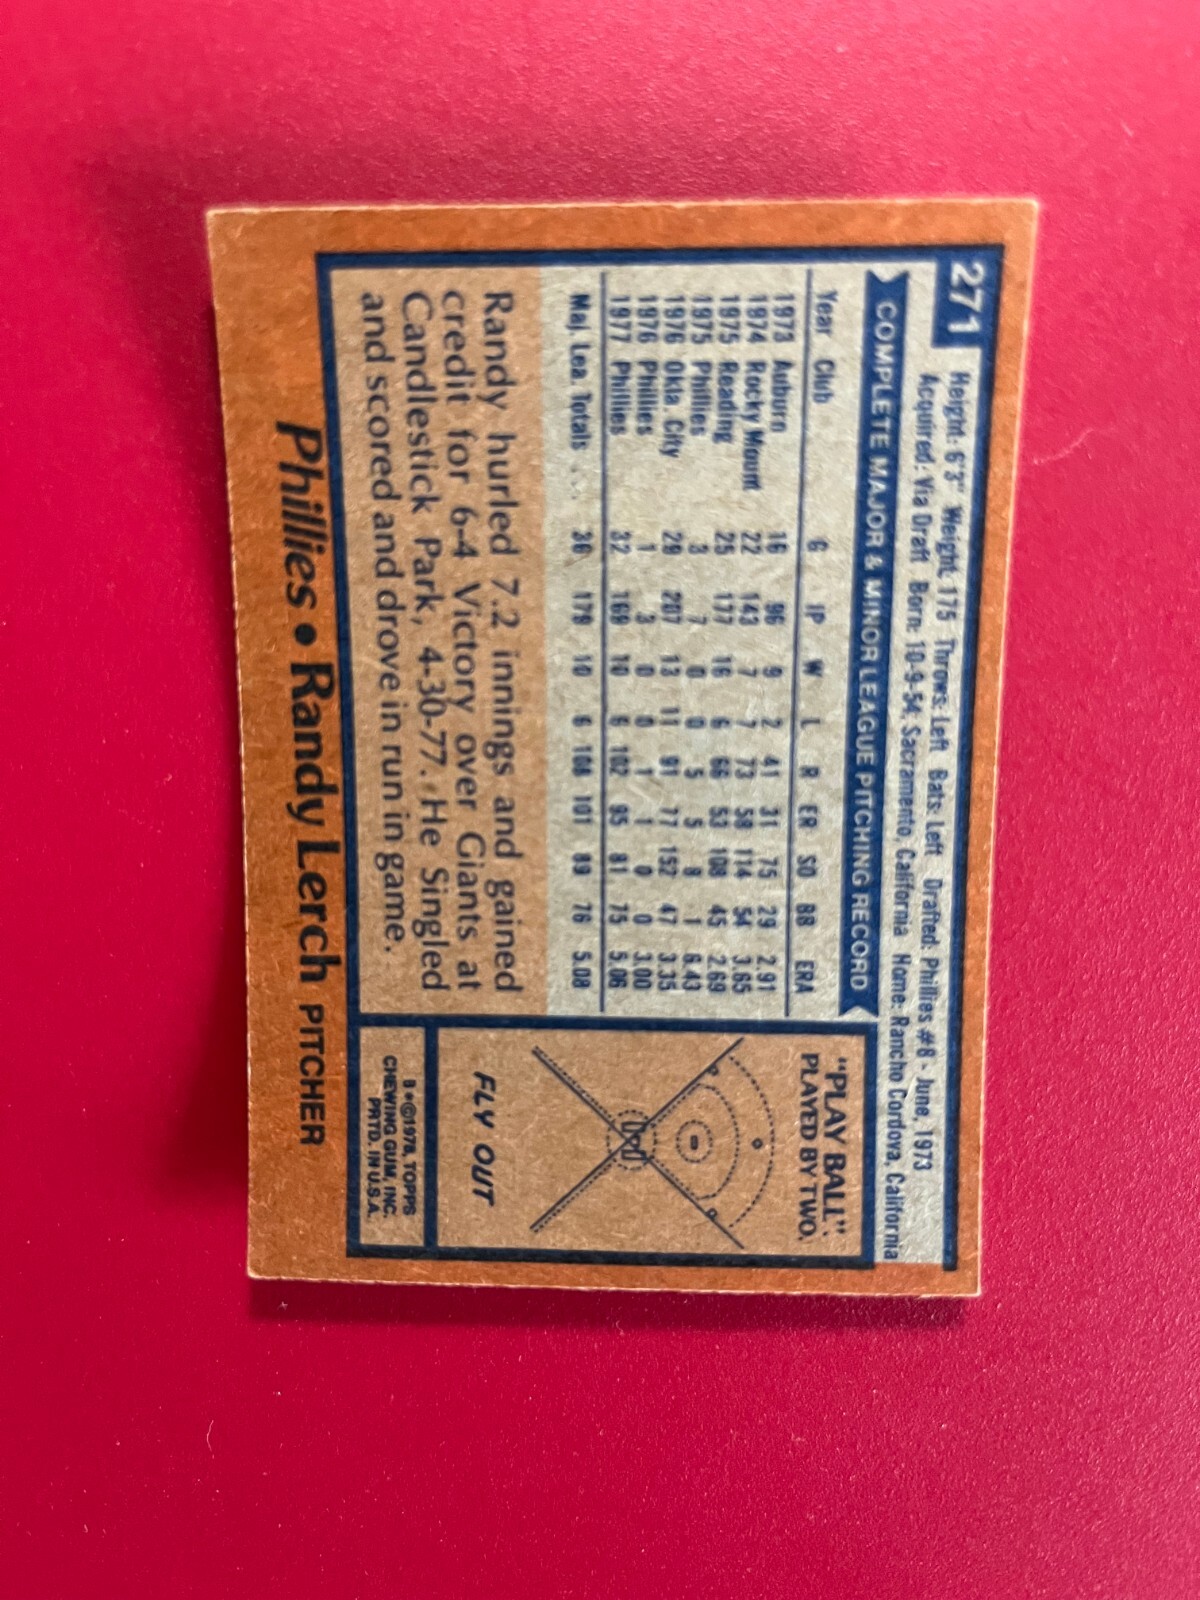 271
Height: 6'3" Weight: 175 Throws: Left Bats: Left Drafted: Phillies #8 - June, 1973
Acquired: Via Draft Born: 10-9-54, Sacramento, California Home: Rancho Cordova, California
COMPLETE MAJOR & MINOR LEAGUE PITCHING RECORD
Year Club G IP W L R ER SO BB ERA
1973 Auburn 16 96 9 2 41 31 75 29 2.91
1974 Rocky Mount 22 143 7 7 73 58 114 54 3.65
1975 Reading 25 177 16 6 66 53 108 45 2.69
1975 Phillies 3 7 0 0 5 5 8 1 6.43
1976 Okla. City 29 207 13 11 91 77 152 47 3.35
1976 Phillies 1 3 0 0 1 1 0 0 3.00
1977 Phillies 32 169 10 6 102 95 81 75 5.06
Maj. Lea. Totals ... 36 179 10 6 108 101 89 76 5.08
Randy hurled 7.2 innings and gained
credit for 6-4 Victory over Giants at
Candlestick Park, 4-30-77. He Singled
and scored and drove in run in game.
"PLAY BALL"
PLAYED BY TWO.
FLY OUT
B*©1978, TOPPS
CHEWING GUM, INC.
PRTD. IN U.S.A.
Phillies • Randy Lerch PITCHER